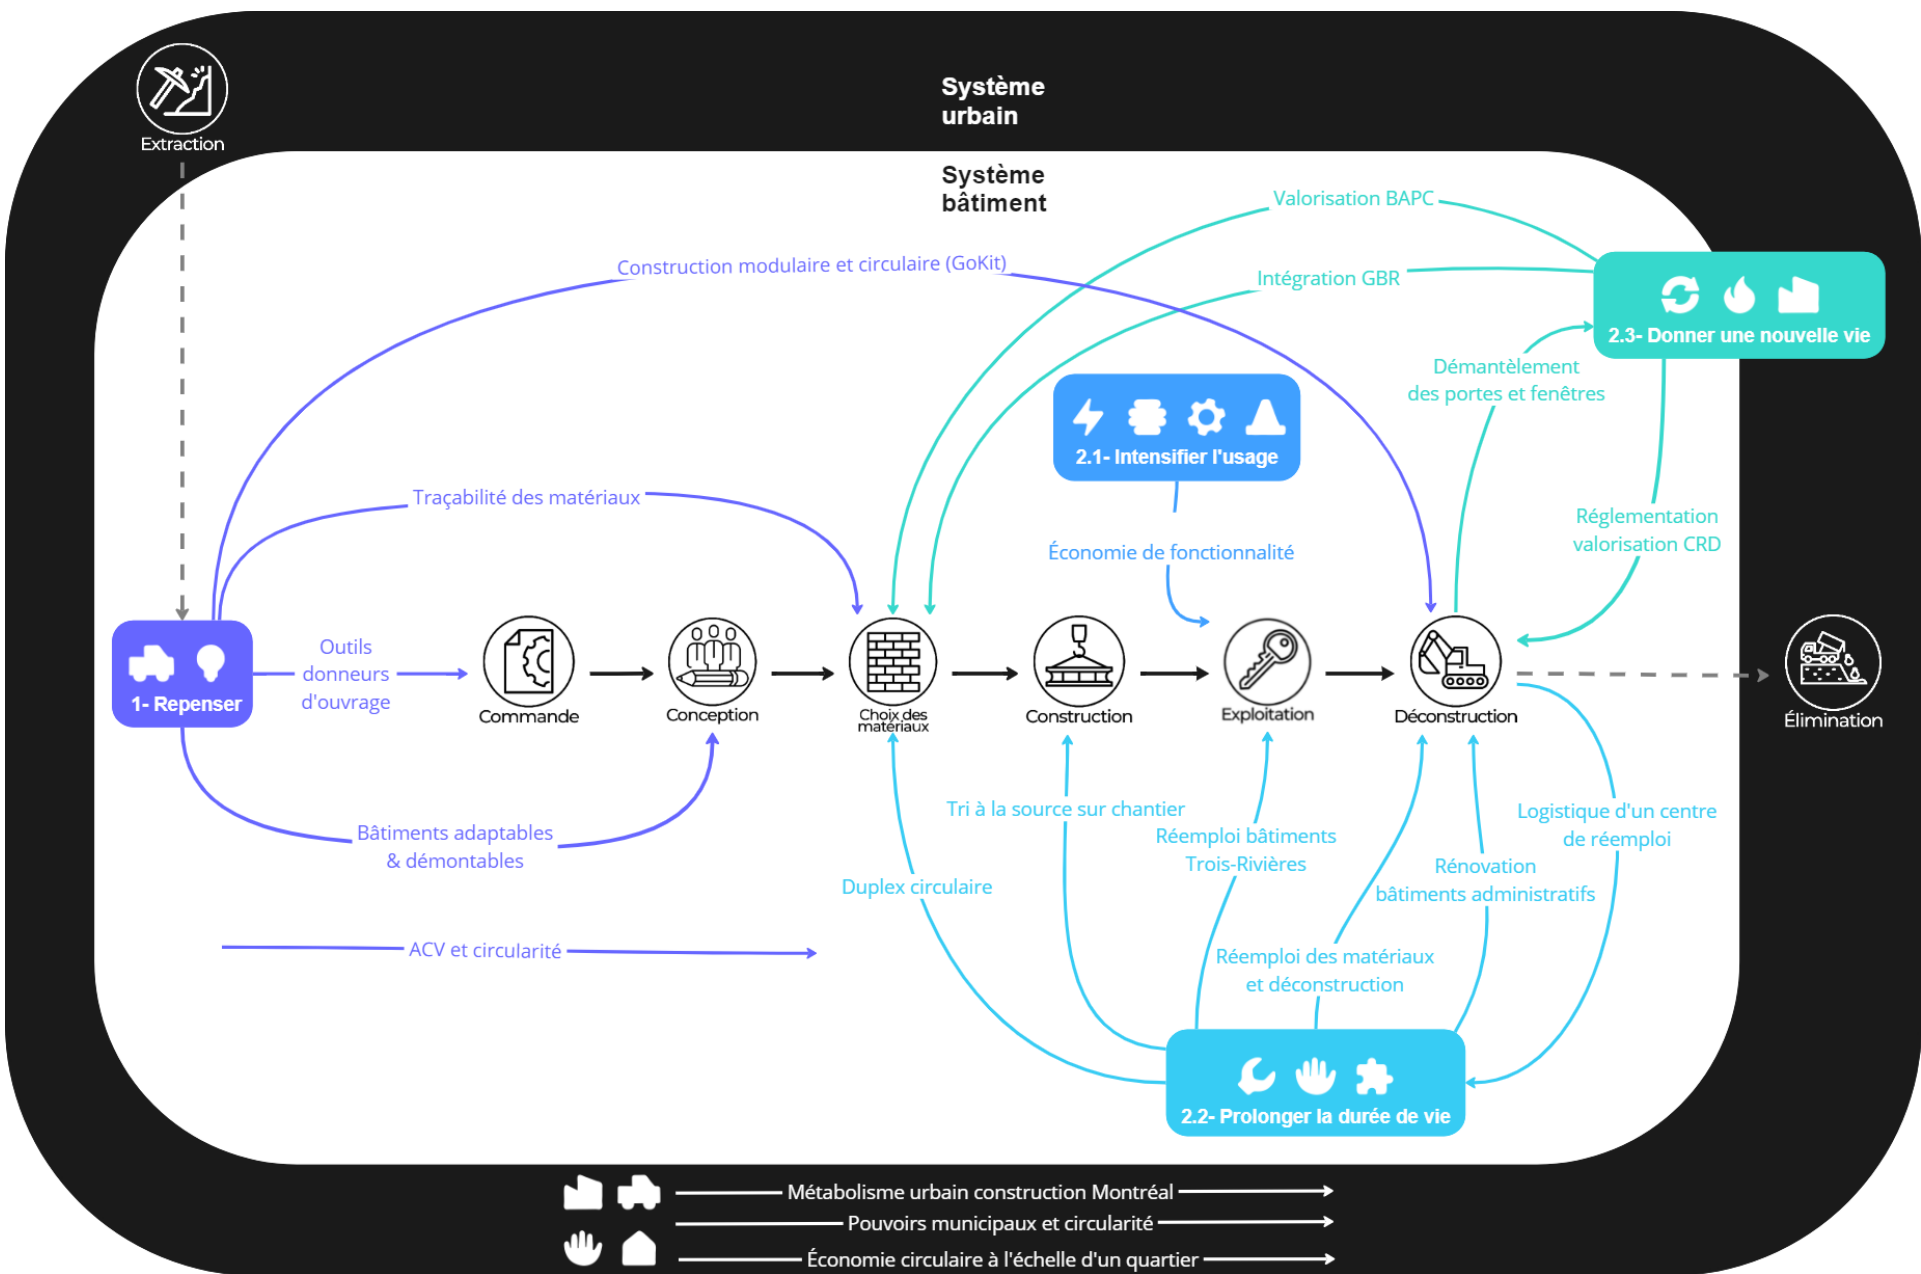 Système
urbain
Extraction
Système
bâtiment
Valorisation BAPC
Construction modulaire et circulaire (GoKit)
Intégration GBR
2.3- Donner une nouvelle vie
Démantèlement
des portes et fenêtres
2.1- Intensifier l'usage
Traçabilité des matériaux
Réglementation
valorisation CRD
Économie de fonctionnalité
Outils
donneurs
d'ouvrage
1- Repenser
Commande
Conception
Choix des
matériaux
Construction
Exploitation
Déconstruction
Élimination
Tri à la source sur chantier
Logistique d'un centre
de réemploi
Bâtiments adaptables
& démontables
Réemploi bâtiments
Trois-Rivières
Rénovation
bâtiments administratifs
Duplex circulaire
ACV et circularité
Réemploi des matériaux
et déconstruction
2.2- Prolonger la durée de vie
Métabolisme urbain construction Montréal
Pouvoirs municipaux et circularité
Économie circulaire à l'échelle d'un quartier